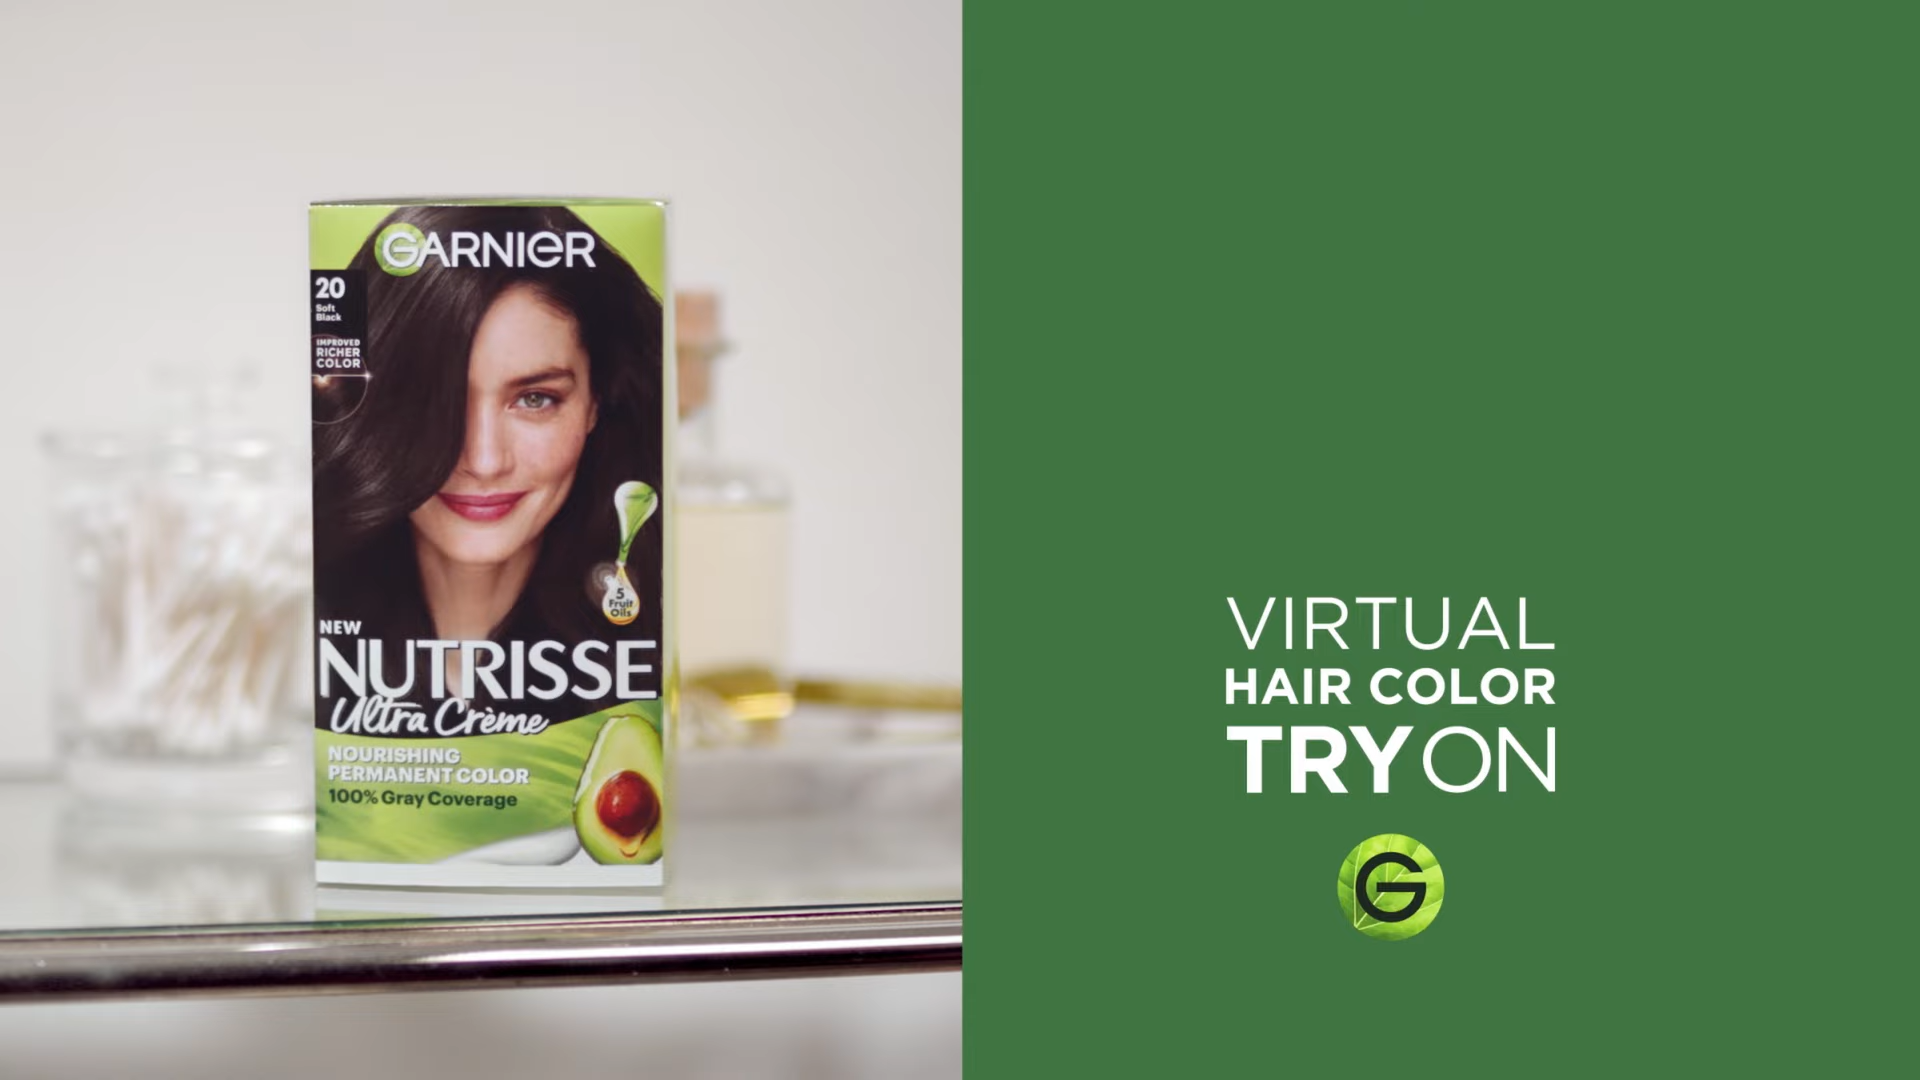 GARNIER
20
Soft
Black
IMPROVED
RICHER
COLOR
5
Fruit
Oils
NEW
NUTRISSE
Ultra Crème
NOURISHING
PERMANENT COLOR
100% Gray Coverage
VIRTUAL
HAIR COLOR
TRY ON
G